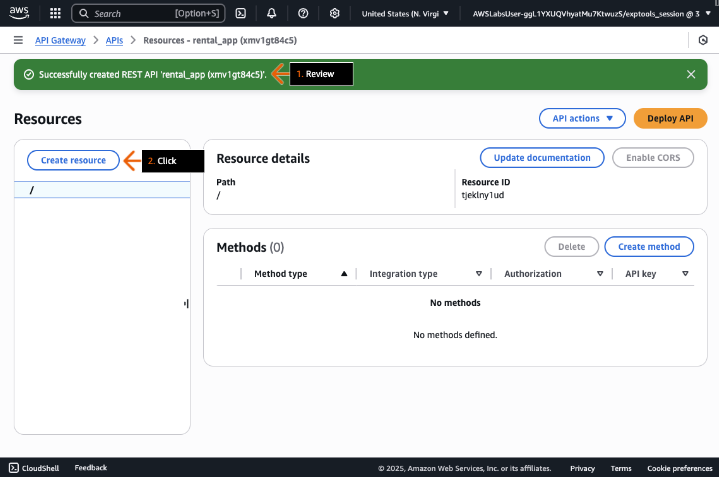 aws
Search [Option+S]
United States (N. Virgi
AWSLabsUser-ggL1YXUQVhyatMu7KtwuzS/exptools_session @ 3
API Gateway > APIs > Resources - rental_app (xmv1gt84c5)
Successfully created REST API 'rental_app (xmv1gt84c5)'.
1. Review
Resources
API actions
Deploy API
Create resource
2. Click
/
Resource details
Update documentation
Enable CORS
Path
/
Resource ID
tjeklny1ud
Methods (0)
Delete
Create method
Method type
Integration type
Authorization
API key
No methods
No methods defined.
CloudShell
Feedback
© 2025, Amazon Web Services, Inc. or its affiliates.
Privacy
Terms
Cookie preferences